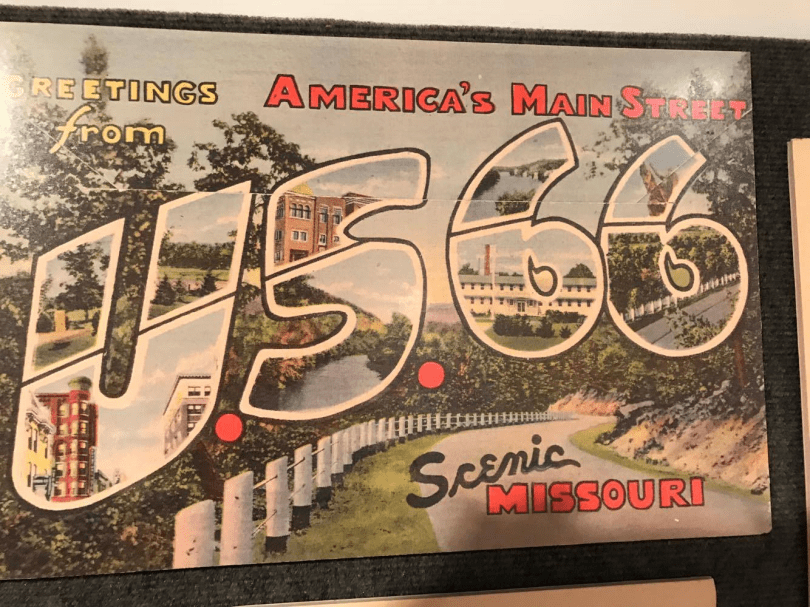 GREETINGS
from
AMERICA'S MAIN STREET
U.S. 66
Scenic
MISSOURI